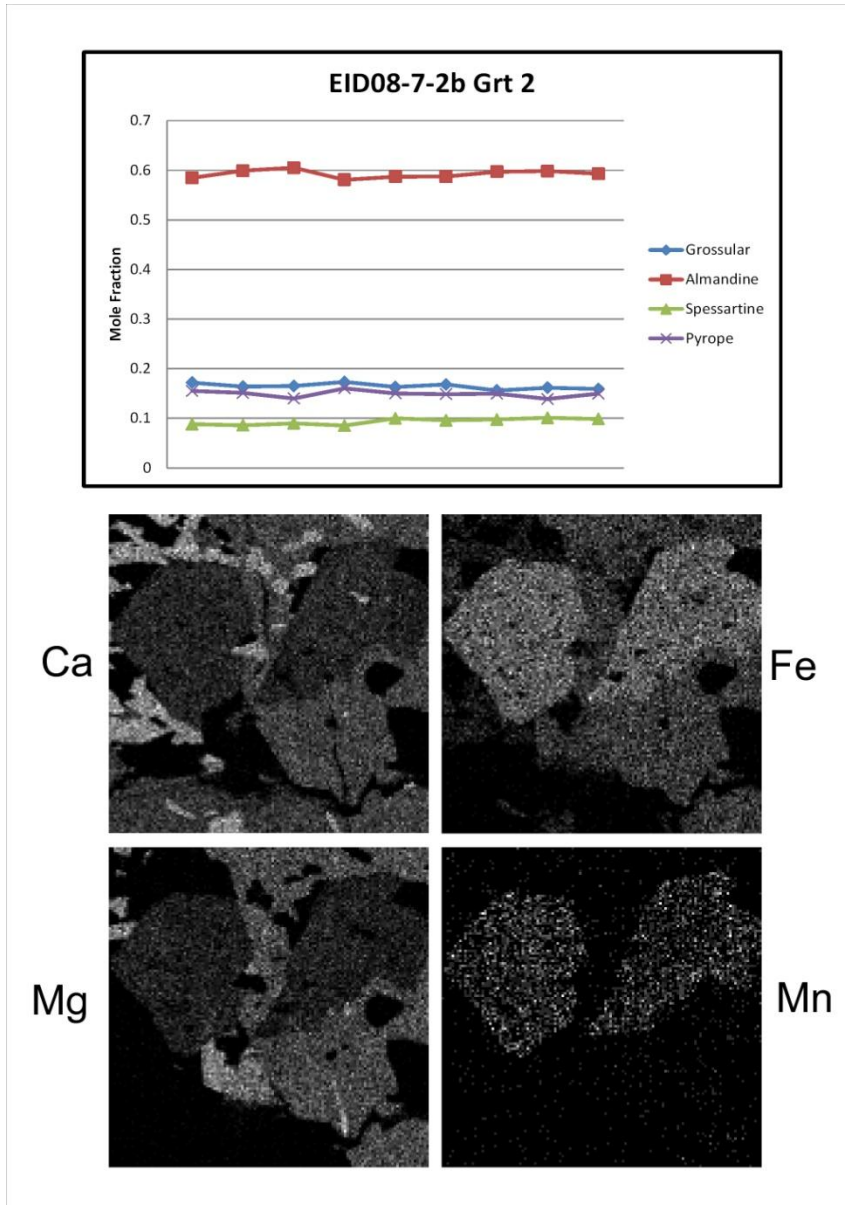 EID08-7-2b Grt 2
0.7
0.6
0.5
0.4
0.3
0.2
0.1
0
Mole Fraction
Grossular
Almandine
Spessartine
Pyrope
Ca
Fe
Mg
Mn